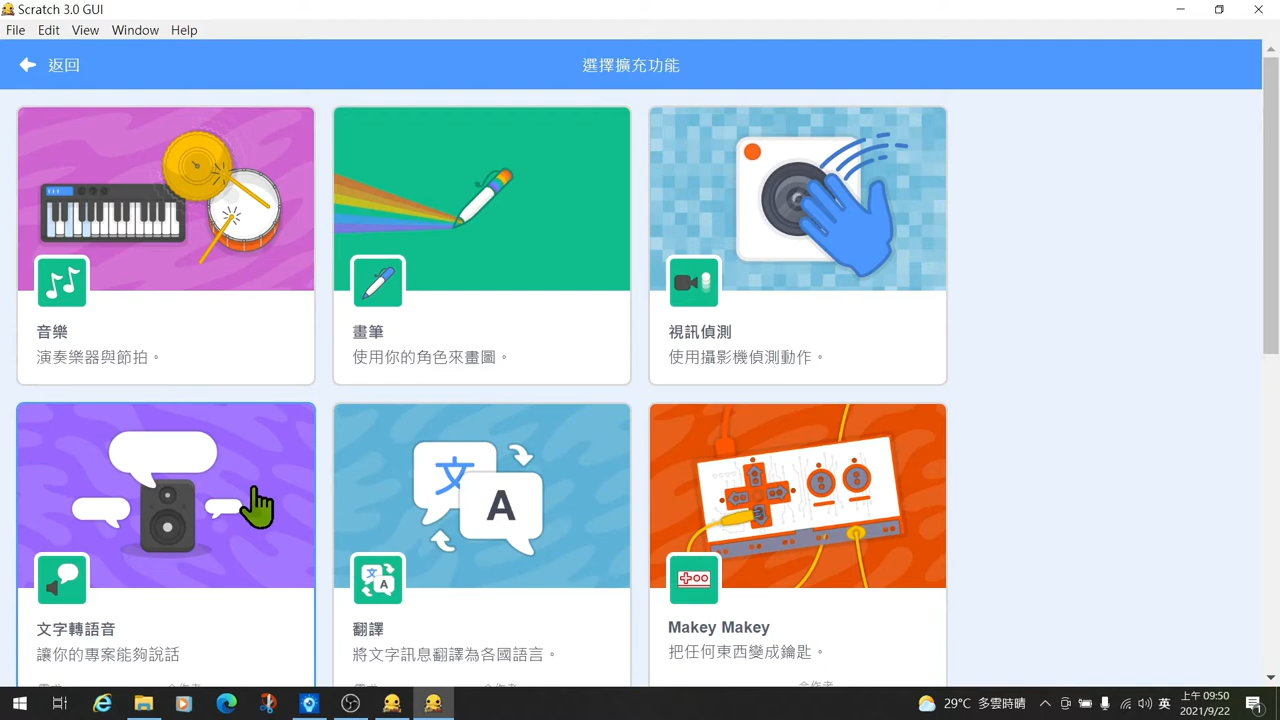 Scratch 3.0 GUI
File Edit View Window Help
返回
選擇擴充功能
音樂
演奏樂器與節拍。
畫筆
使用你的角色來畫圖。
視訊偵測
使用攝影機偵測動作。
文
A
文
A
文字轉語音
讓你的專案能夠說話
翻譯
將文字訊息翻譯為各國語言。
Makey Makey
把任何東西變成鑰匙。
合作者
29°C 多雲時晴
英
上午 09:50
2021/9/22
1